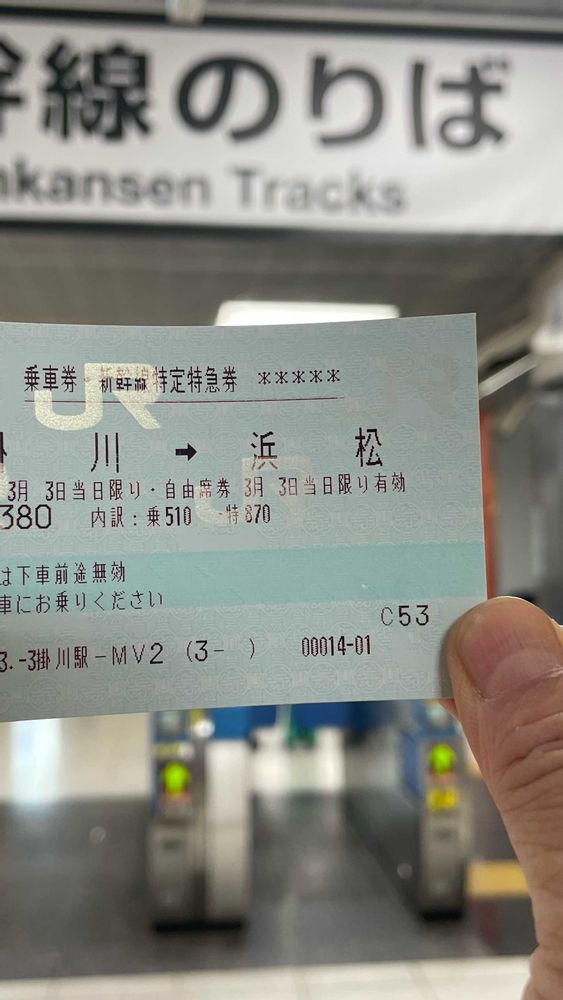 幹線のりば
nkansen Tracks
乗車券・新幹線特定特急券 *****
掛川 → 浜松
3月 3日当日限り・自由席券 3月 3日当日限り有効
380 内訳:乗510 ・特870
は下車前途無効
車にお乗りください
C53
3.-3掛川駅-MV2 (3- ) 00014-01